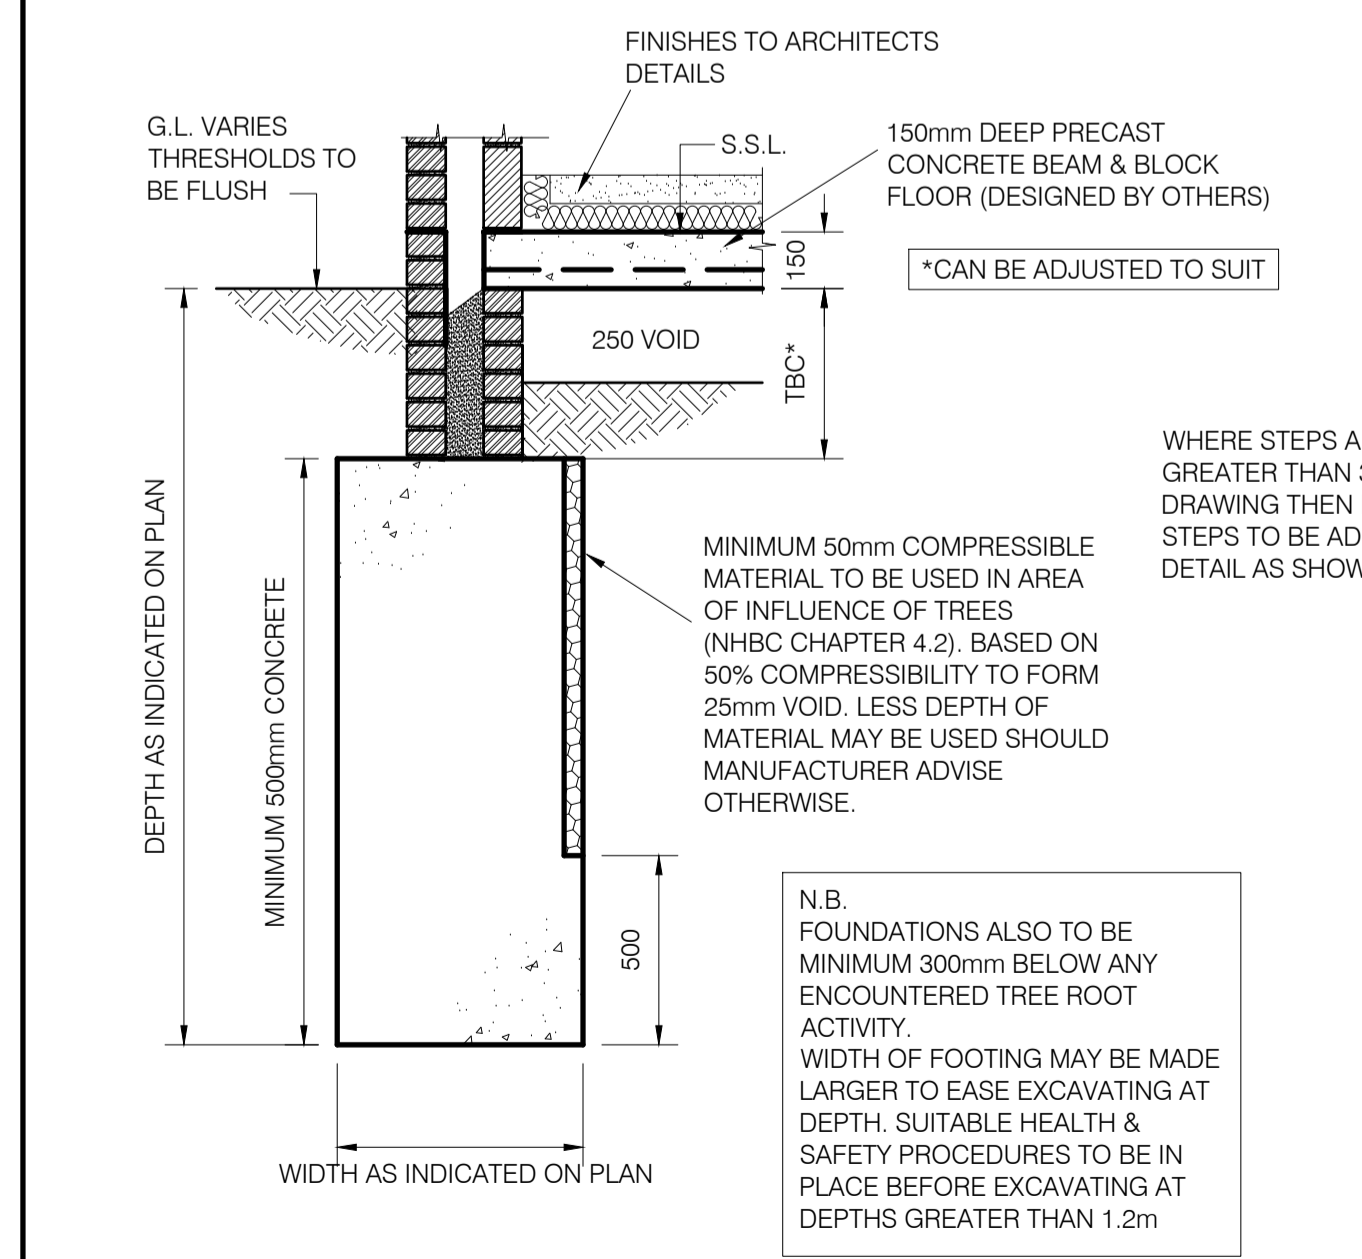 FINISHES TO ARCHITECTS
DETAILS
G.L. VARIES
THRESHOLDS TO
BE FLUSH
S.S.L.
150mm DEEP PRECAST
CONCRETE BEAM & BLOCK
FLOOR (DESIGNED BY OTHERS)
150
*CAN BE ADJUSTED TO SUIT
250 VOID
TBC*
WHERE STEPS A
GREATER THAN 3
DRAWING THEN
STEPS TO BE AD
DETAIL AS SHOW
DEPTH AS INDICATED ON PLAN
MINIMUM 500mm CONCRETE
MINIMUM 50mm COMPRESSIBLE
MATERIAL TO BE USED IN AREA
OF INFLUENCE OF TREES
(NHBC CHAPTER 4.2). BASED ON
50% COMPRESSIBILITY TO FORM
25mm VOID. LESS DEPTH OF
MATERIAL MAY BE USED SHOULD
MANUFACTURER ADVISE
OTHERWISE.
500
N.B.
FOUNDATIONS ALSO TO BE
MINIMUM 300mm BELOW ANY
ENCOUNTERED TREE ROOT
ACTIVITY.
WIDTH OF FOOTING MAY BE MADE
LARGER TO EASE EXCAVATING AT
DEPTH. SUITABLE HEALTH &
SAFETY PROCEDURES TO BE IN
PLACE BEFORE EXCAVATING AT
DEPTHS GREATER THAN 1.2m
WIDTH AS INDICATED ON PLAN